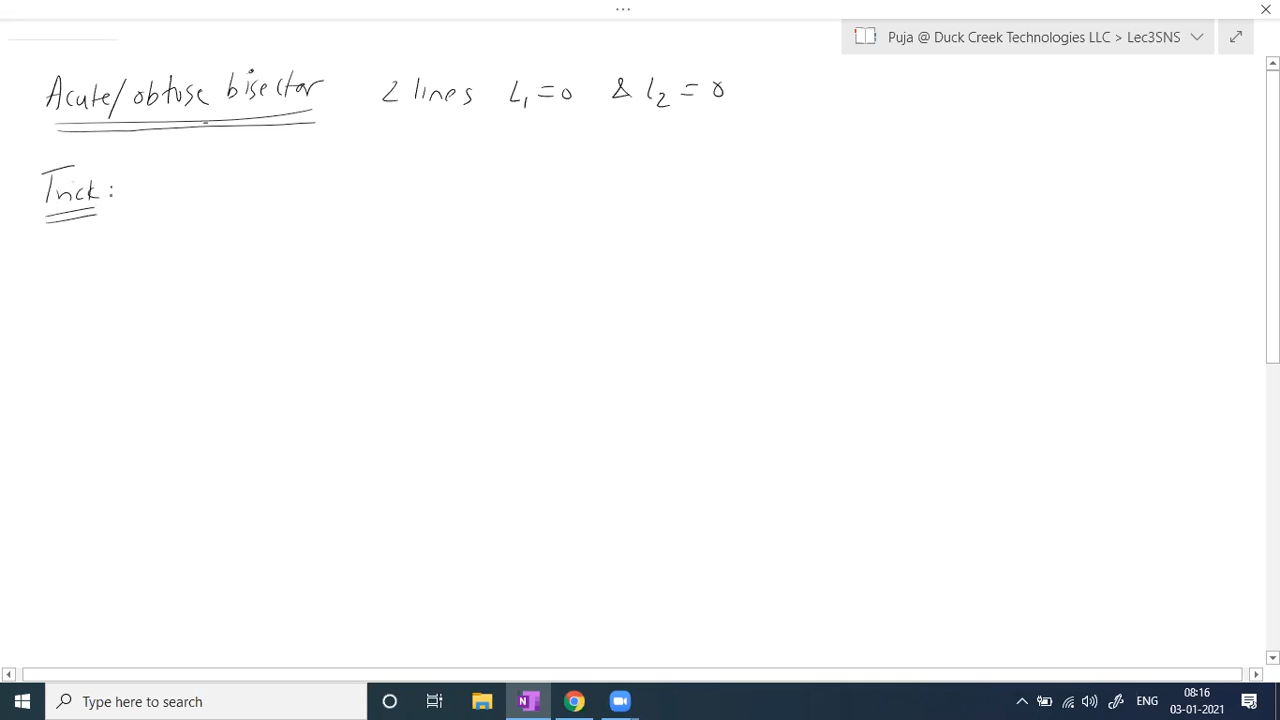 Puja @ Duck Creek Technologies LLC > Lec3SNS
Acute/obtuse bisector 2 lines L₁=0 & L₂=0
Trick:
Type here to search
ENG
08:16
03-01-2021